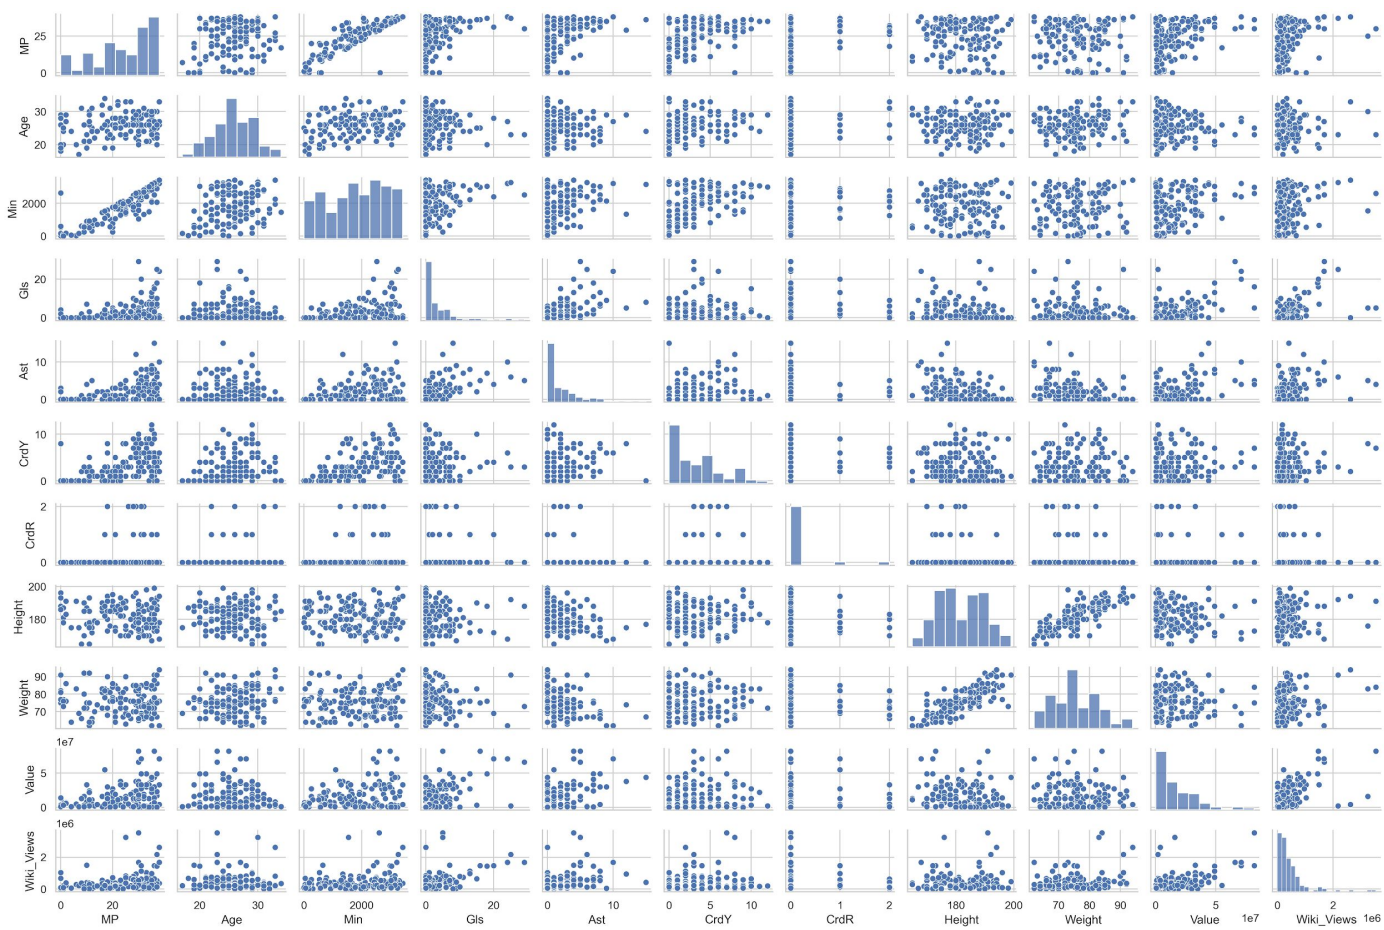 MP
25
0
Age
30
20
Min
2000
0
Gls
20
0
Ast
10
0
CrdY
10
0
CrdR
2
0
Height
200
180
Weight
90
80
70
1e7
Value
5
0
1e6
Wiki_Views
2
0
0 20 20 30 0 2000 0 20 0 10 0 5 10 0 1 2 180 200 70 80 90 0 5 0 2
MP Age Min Gls Ast CrdY CrdR Height Weight Value 1e7 Wiki_Views 1e6